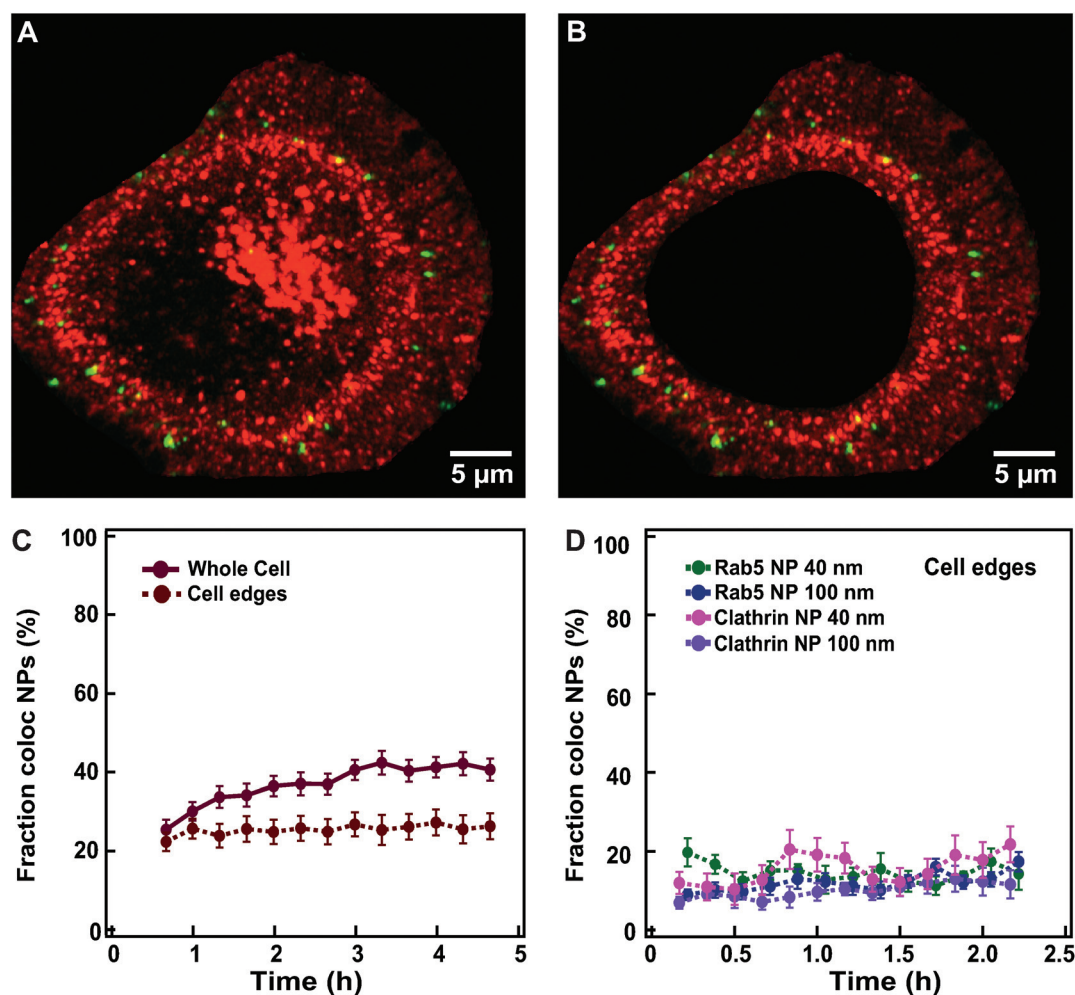 A
B
5 µm
5 µm
C
Fraction coloc NPs (%)
100
80
60
40
20
0
Whole Cell
Cell edges
0
1
2
3
4
5
Time (h)
D
Fraction coloc NPs (%)
100
80
60
40
20
0
Rab5 NP 40 nm
Rab5 NP 100 nm
Clathrin NP 40 nm
Clathrin NP 100 nm
Cell edges
0
0.5
1.0
1.5
2.0
2.5
Time (h)